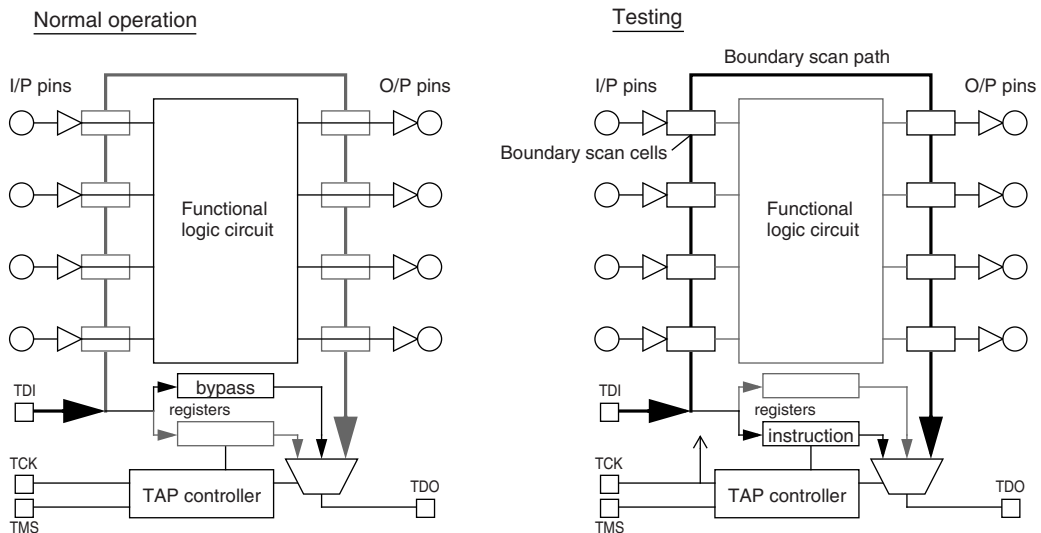 Normal operation
I/P pins
O/P pins
Functional
logic circuit
TDI
bypass
registers
TCK
TAP controller
TMS
TDO
Testing
Boundary scan path
I/P pins
O/P pins
Boundary scan cells
Functional
logic circuit
TDI
registers
instruction
TCK
TAP controller
TMS
TDO